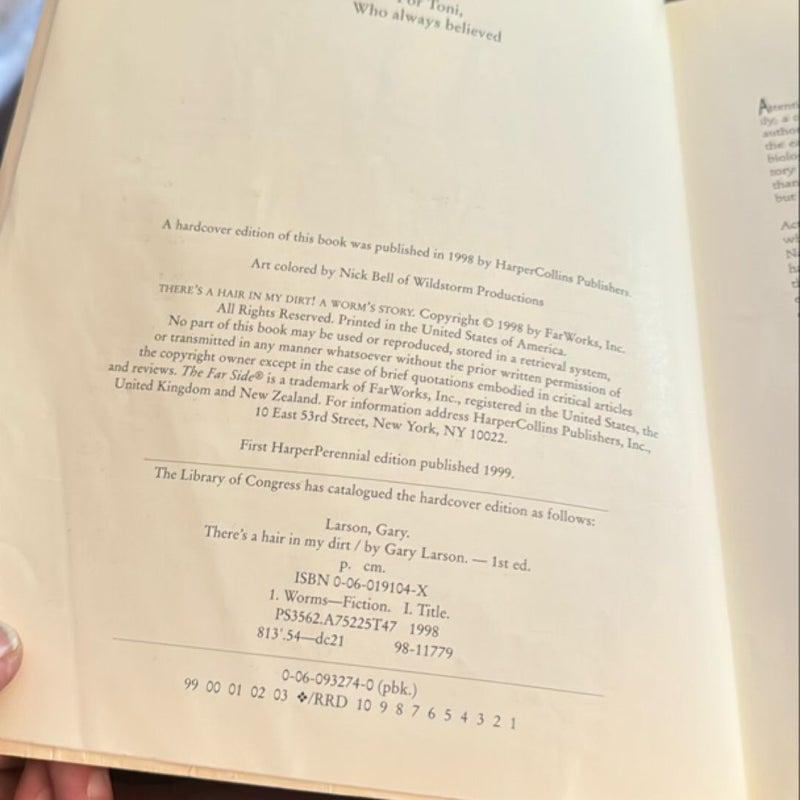 For Toni,
Who always believed
A hardcover edition of this book was published in 1998 by HarperCollins Publishers.
Art colored by Nick Bell of Wildstorm Productions
THERE'S A HAIR IN MY DIRT! A WORM'S STORY. Copyright © 1998 by FarWorks, Inc.
All Rights Reserved. Printed in the United States of America.
No part of this book may be used or reproduced, stored in a retrieval system,
or transmitted in any manner whatsoever without the prior written permission of
the copyright owner except in the case of brief quotations embodied in critical articles
and reviews. The Far Side® is a trademark of FarWorks, Inc., registered in the United States, the
United Kingdom and New Zealand. For information address HarperCollins Publishers, Inc.,
10 East 53rd Street, New York, NY 10022.
First HarperPerennial edition published 1999.
The Library of Congress has catalogued the hardcover edition as follows:
Larson, Gary.
There's a hair in my dirt / by Gary Larson. — 1st ed.
p. cm.
ISBN 0-06-019104-X
1. Worms—Fiction. I. Title.
PS3562.A75225T47 1998
813'.54—dc21 98-11779
0-06-093274-0 (pbk.)
99 00 01 02 03 ❖/RRD 10 9 8 7 6 5 4 3 2 1
dy, a
the
tory
than
but